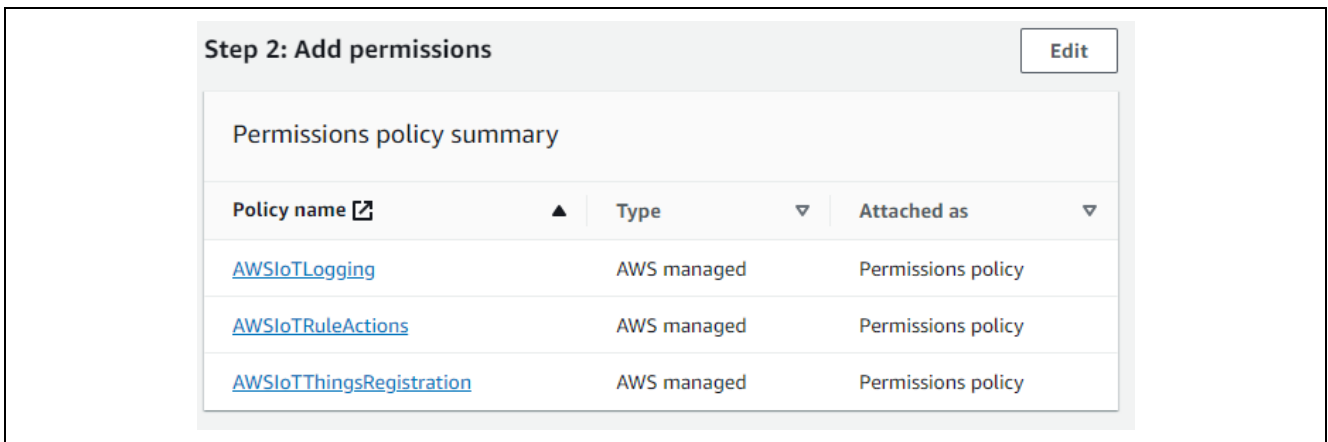 Step 2: Add permissions Edit
Permissions policy summary
Policy name Type Attached as
AWSIoTLogging AWS managed Permissions policy
AWSIoTRuleActions AWS managed Permissions policy
AWSIoTThingsRegistration AWS managed Permissions policy